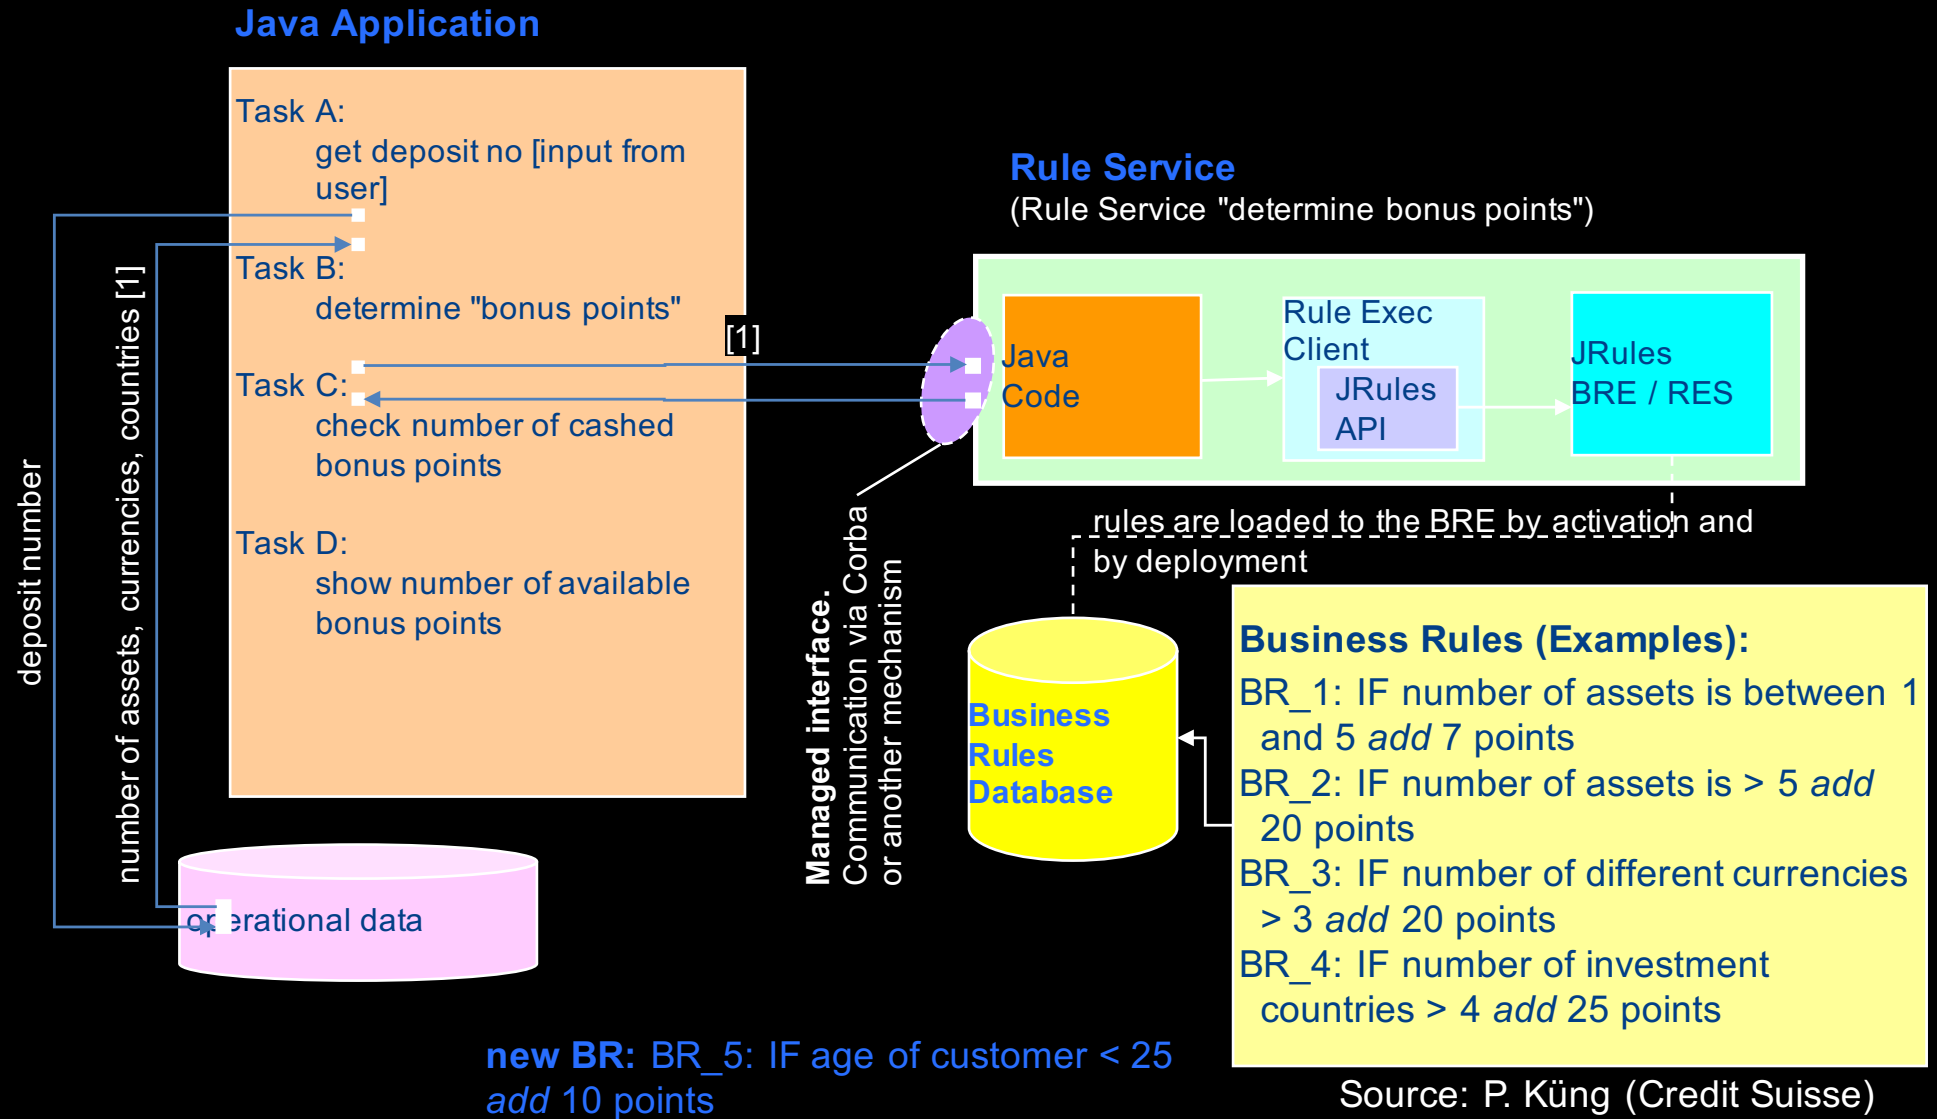 Java Application
Task A:
get deposit no [input from
user]
Task B:
determine "bonus points"
Task C:
check number of cashed
bonus points
Task D:
show number of available
bonus points
deposit number
number of assets, currencies, countries [1]
operational data
[1]
Managed interface.
Communication via Corba
or another mechanism
Rule Service
(Rule Service "determine bonus points")
Java
Code
Rule Exec
Client
JRules
API
JRules
BRE / RES
rules are loaded to the BRE by activation and
by deployment
Business
Rules
Database
Business Rules (Examples):
BR_1: IF number of assets is between 1
and 5 add 7 points
BR_2: IF number of assets is > 5 add
20 points
BR_3: IF number of different currencies
> 3 add 20 points
BR_4: IF number of investment
countries > 4 add 25 points
new BR: BR_5: IF age of customer < 25
add 10 points
Source: P. Küng (Credit Suisse)